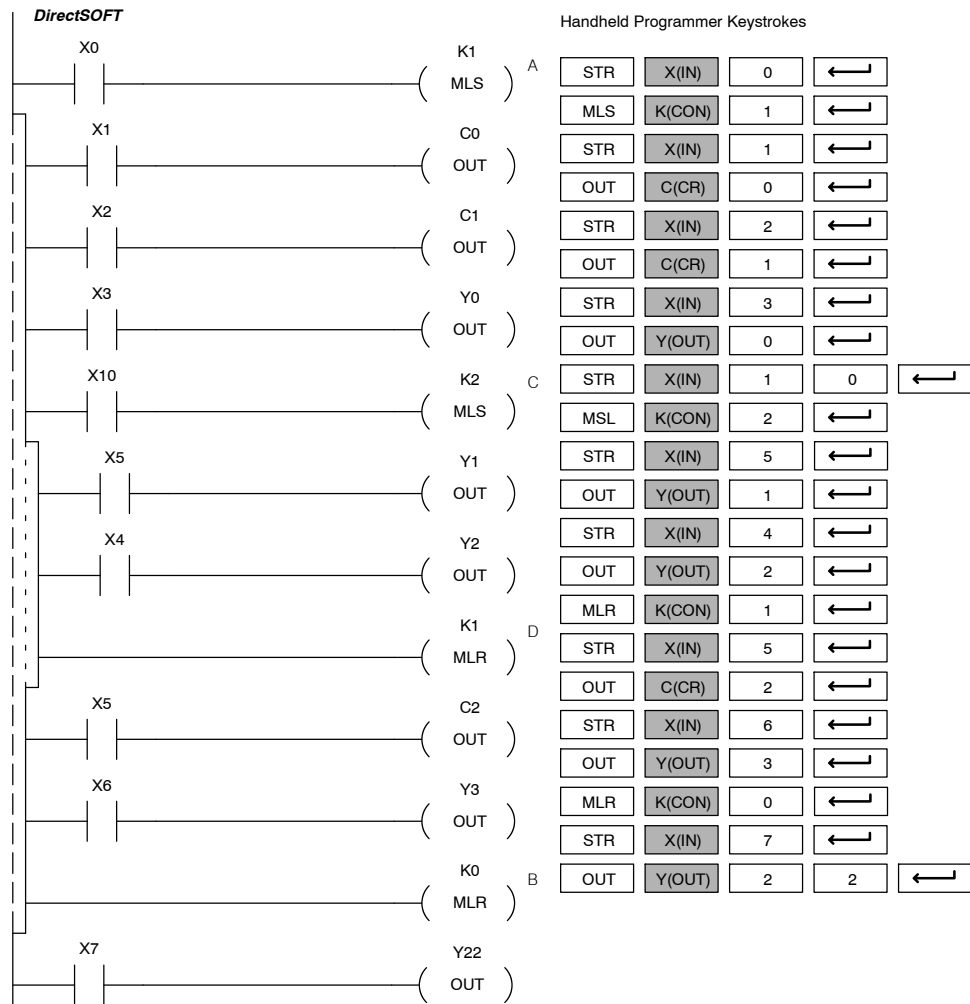 DirectSOFT
X0
K1
MLS
A
X1
C0
OUT
X2
C1
OUT
X3
Y0
OUT
X10
K2
MLS
C
X5
Y1
OUT
X4
Y2
OUT
K1
MLR
D
X5
C2
OUT
X6
Y3
OUT
K0
MLR
B
X7
Y22
OUT
Handheld Programmer Keystrokes
STR X(IN) 0
MLS K(CON) 1
STR X(IN) 1
OUT C(CR) 0
STR X(IN) 2
OUT C(CR) 1
STR X(IN) 3
OUT Y(OUT) 0
STR X(IN) 1 0
MSL K(CON) 2
STR X(IN) 5
OUT Y(OUT) 1
STR X(IN) 4
OUT Y(OUT) 2
MLR K(CON) 1
STR X(IN) 5
OUT C(CR) 2
STR X(IN) 6
OUT Y(OUT) 3
MLR K(CON) 0
STR X(IN) 7
OUT Y(OUT) 2 2